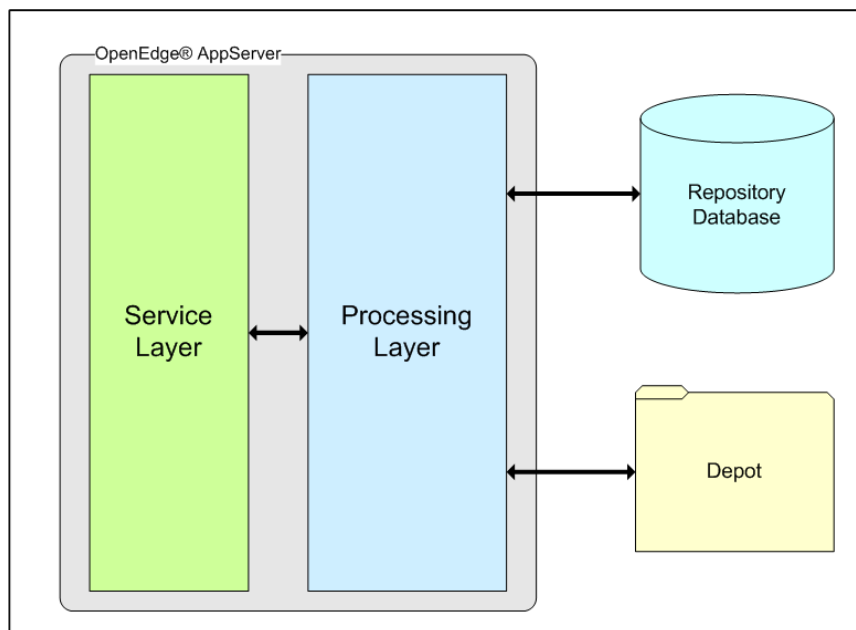 OpenEdge® AppServer
Service
Layer
Processing
Layer
Repository
Database
Depot